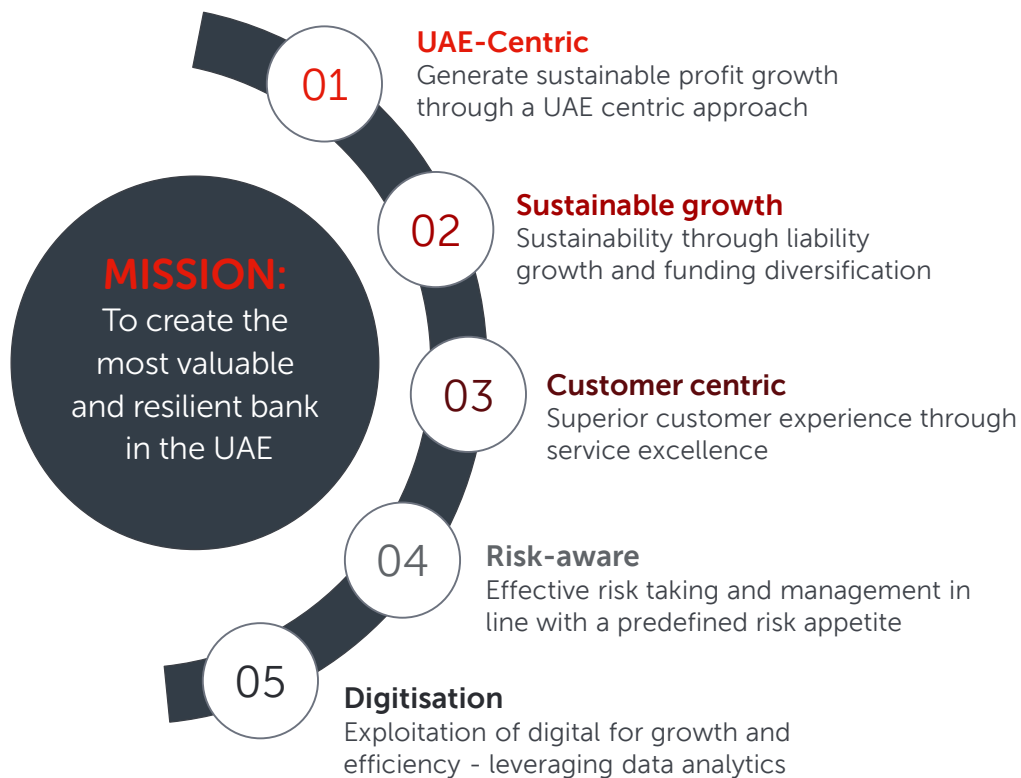 MISSION:
To create the
most valuable
and resilient bank
in the UAE
01
UAE-Centric
Generate sustainable profit growth
through a UAE centric approach
02
Sustainable growth
Sustainability through liability
growth and funding diversification
03
Customer centric
Superior customer experience through
service excellence
04
Risk-aware
Effective risk taking and management in
line with a predefined risk appetite
05
Digitisation
Exploitation of digital for growth and
efficiency - leveraging data analytics